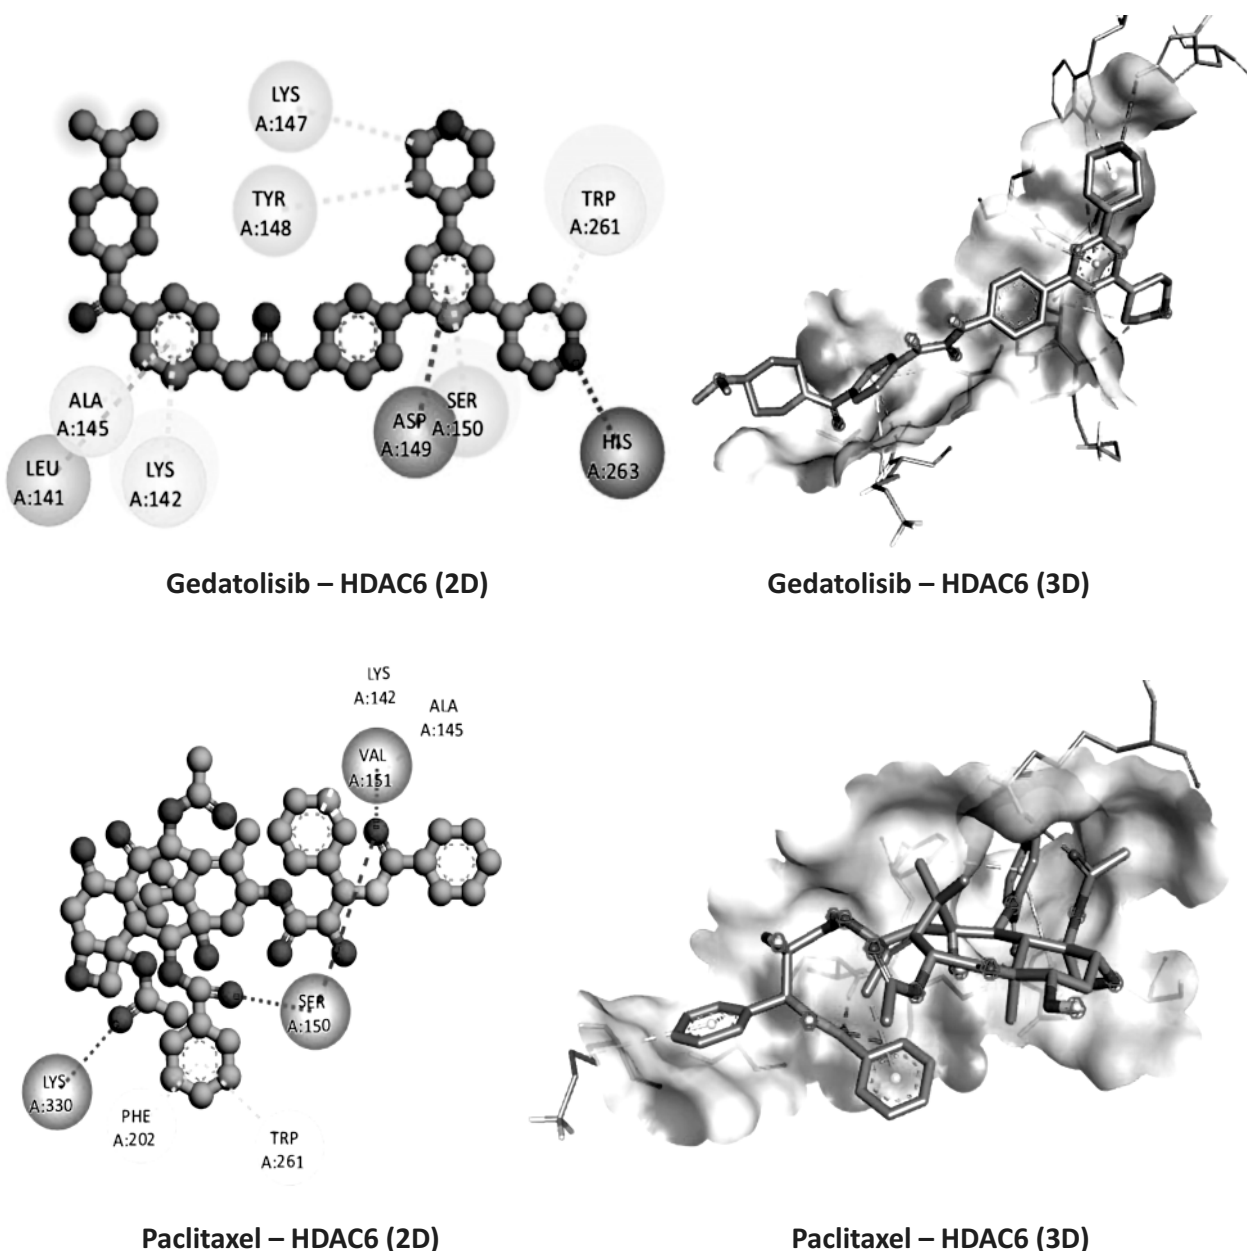 LYS
A:147
TYR
A:148
TRP
A:261
ALA
A:145
LEU
A:141
LYS
A:142
ASP
A:149
SER
A:150
HIS
A:263
Gedatolisib – HDAC6 (2D)
Gedatolisib – HDAC6 (3D)
LYS
A:142
ALA
A:145
VAL
A:151
SER
A:150
LYS
A:330
PHE
A:202
TRP
A:261
Paclitaxel – HDAC6 (2D)
Paclitaxel – HDAC6 (3D)